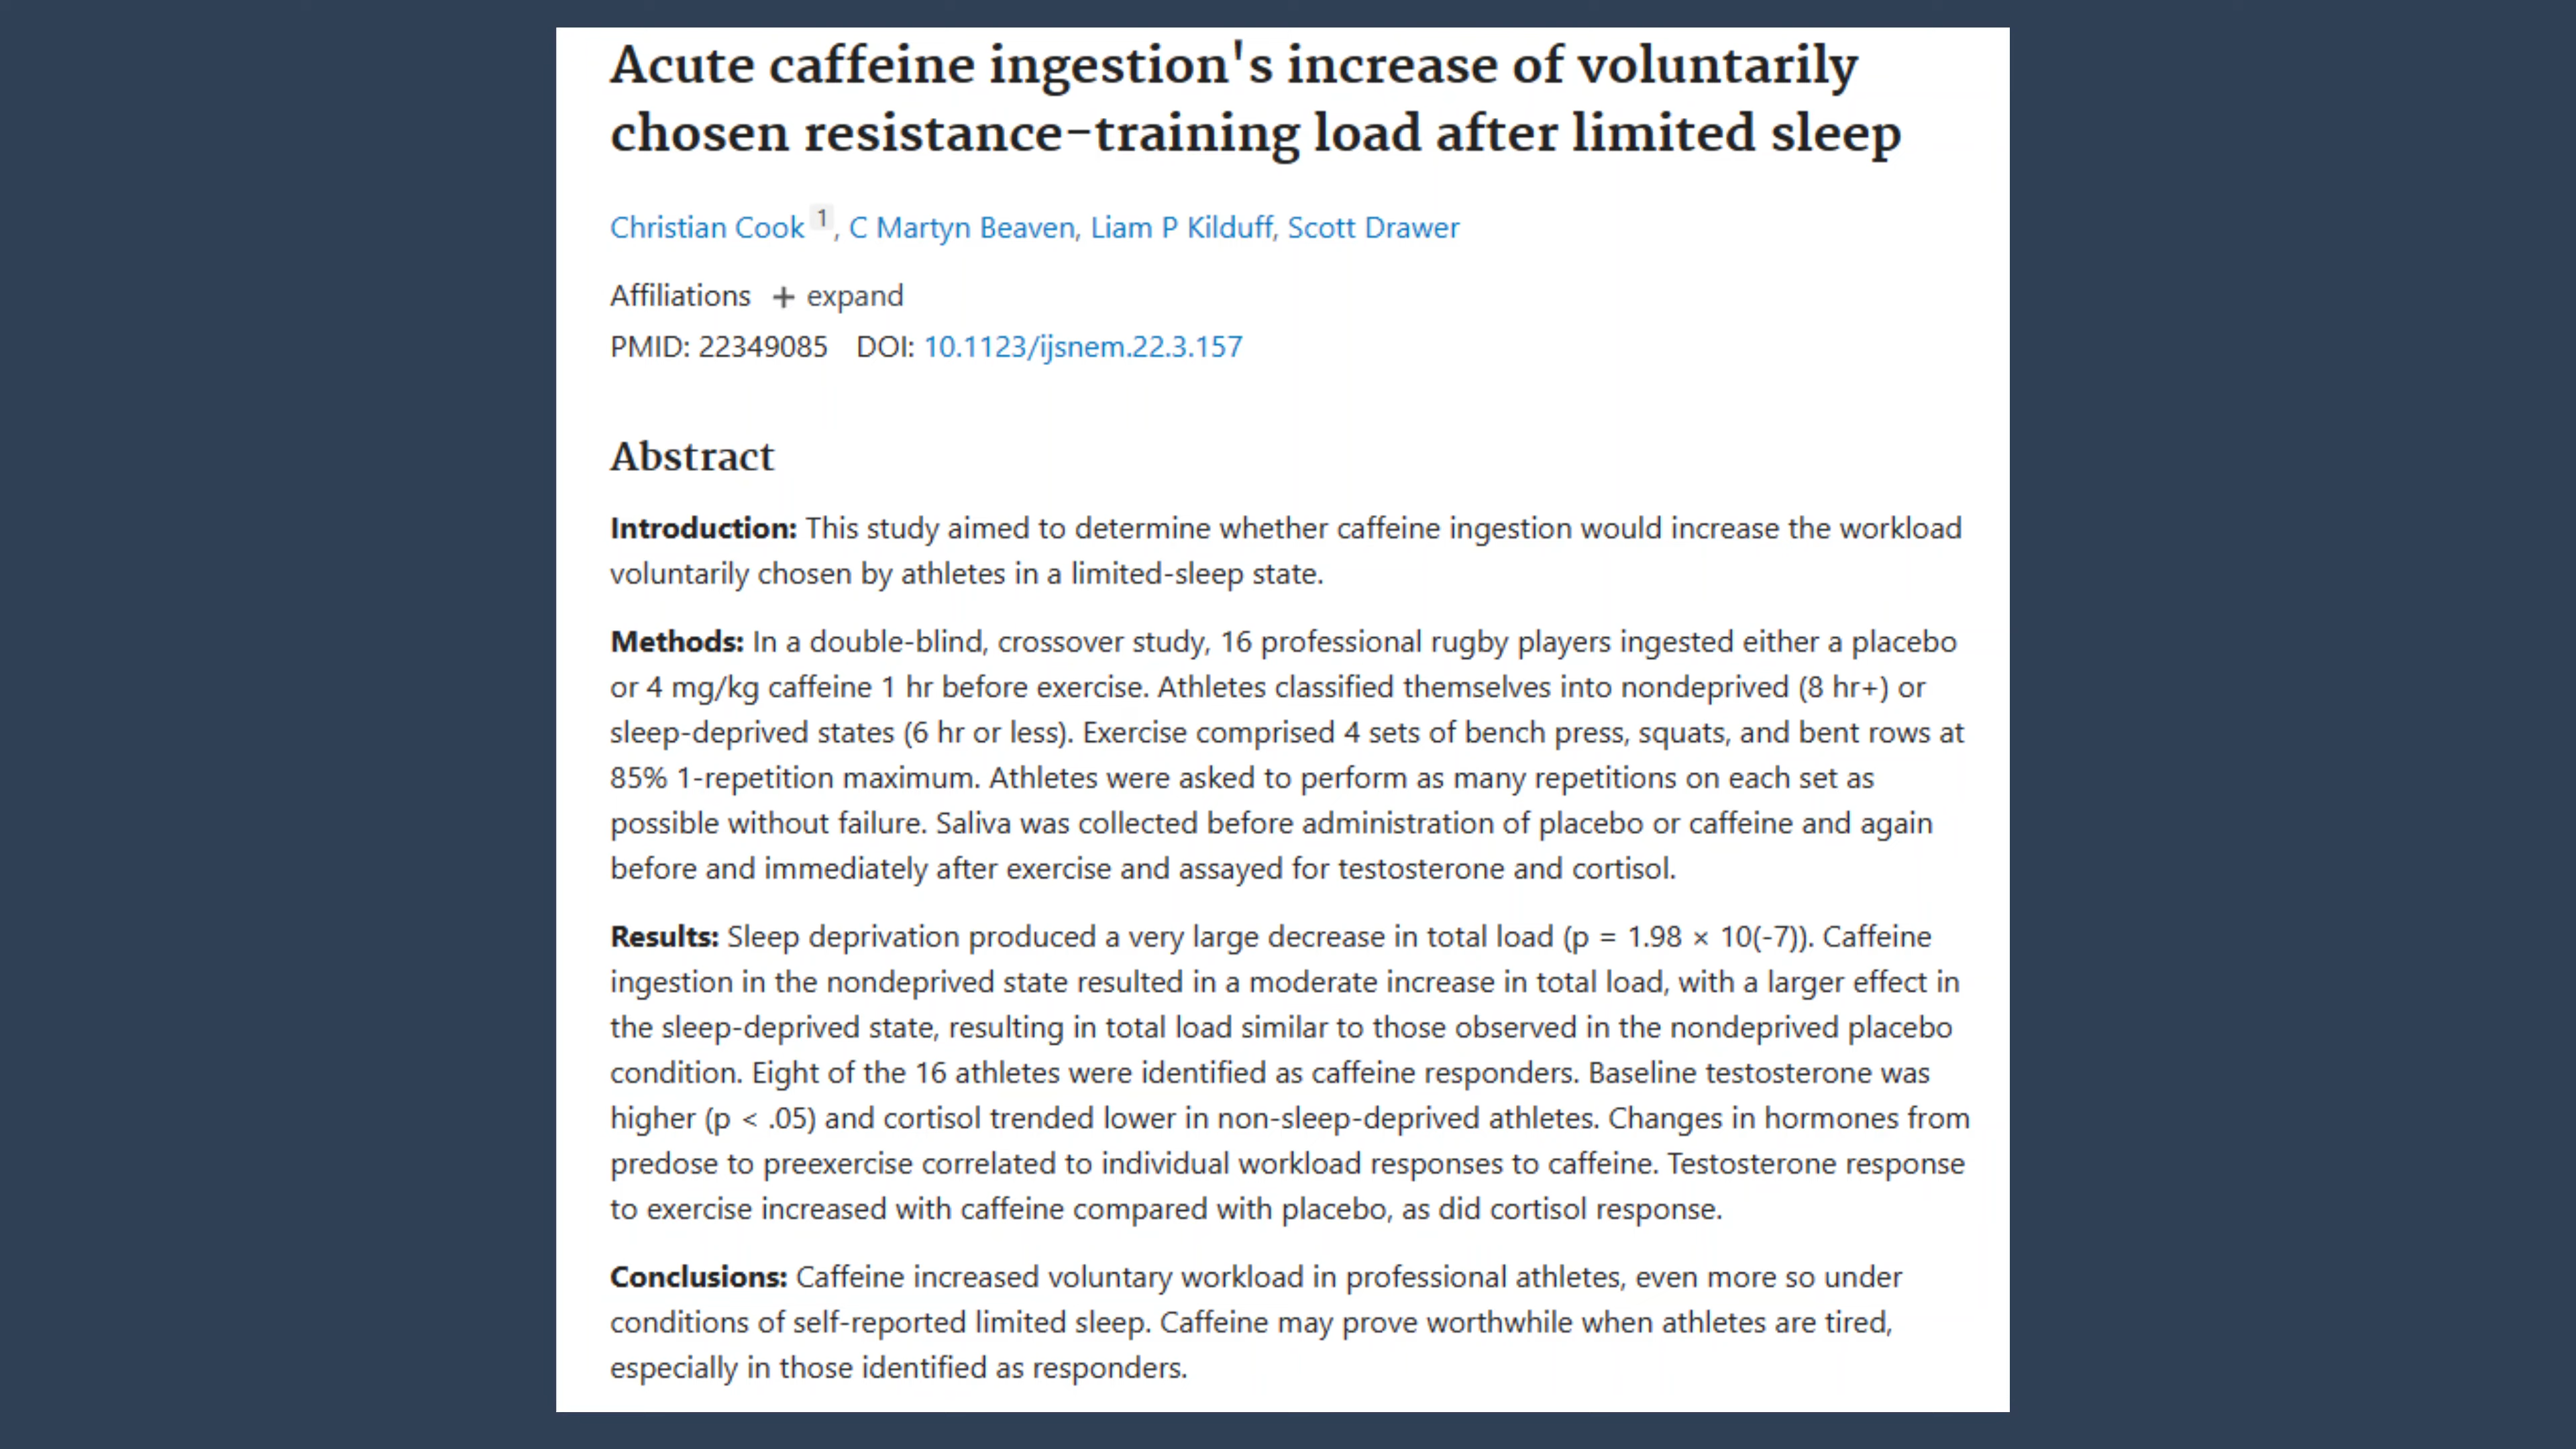 Acute caffeine ingestion's increase of voluntarily
chosen resistance-training load after limited sleep
Christian Cook 1, C Martyn Beaven, Liam P Kilduff, Scott Drawer
Affiliations + expand
PMID: 22349085 DOI: 10.1123/ijsnem.22.3.157
Abstract
Introduction: This study aimed to determine whether caffeine ingestion would increase the workload
voluntarily chosen by athletes in a limited-sleep state.
Methods: In a double-blind, crossover study, 16 professional rugby players ingested either a placebo
or 4 mg/kg caffeine 1 hr before exercise. Athletes classified themselves into nondeprived (8 hr+) or
sleep-deprived states (6 hr or less). Exercise comprised 4 sets of bench press, squats, and bent rows at
85% 1-repetition maximum. Athletes were asked to perform as many repetitions on each set as
possible without failure. Saliva was collected before administration of placebo or caffeine and again
before and immediately after exercise and assayed for testosterone and cortisol.
Results: Sleep deprivation produced a very large decrease in total load (p = 1.98 × 10(-7)). Caffeine
ingestion in the nondeprived state resulted in a moderate increase in total load, with a larger effect in
the sleep-deprived state, resulting in total load similar to those observed in the nondeprived placebo
condition. Eight of the 16 athletes were identified as caffeine responders. Baseline testosterone was
higher (p < .05) and cortisol trended lower in non-sleep-deprived athletes. Changes in hormones from
predose to preexercise correlated to individual workload responses to caffeine. Testosterone response
to exercise increased with caffeine compared with placebo, as did cortisol response.
Conclusions: Caffeine increased voluntary workload in professional athletes, even more so under
conditions of self-reported limited sleep. Caffeine may prove worthwhile when athletes are tired,
especially in those identified as responders.